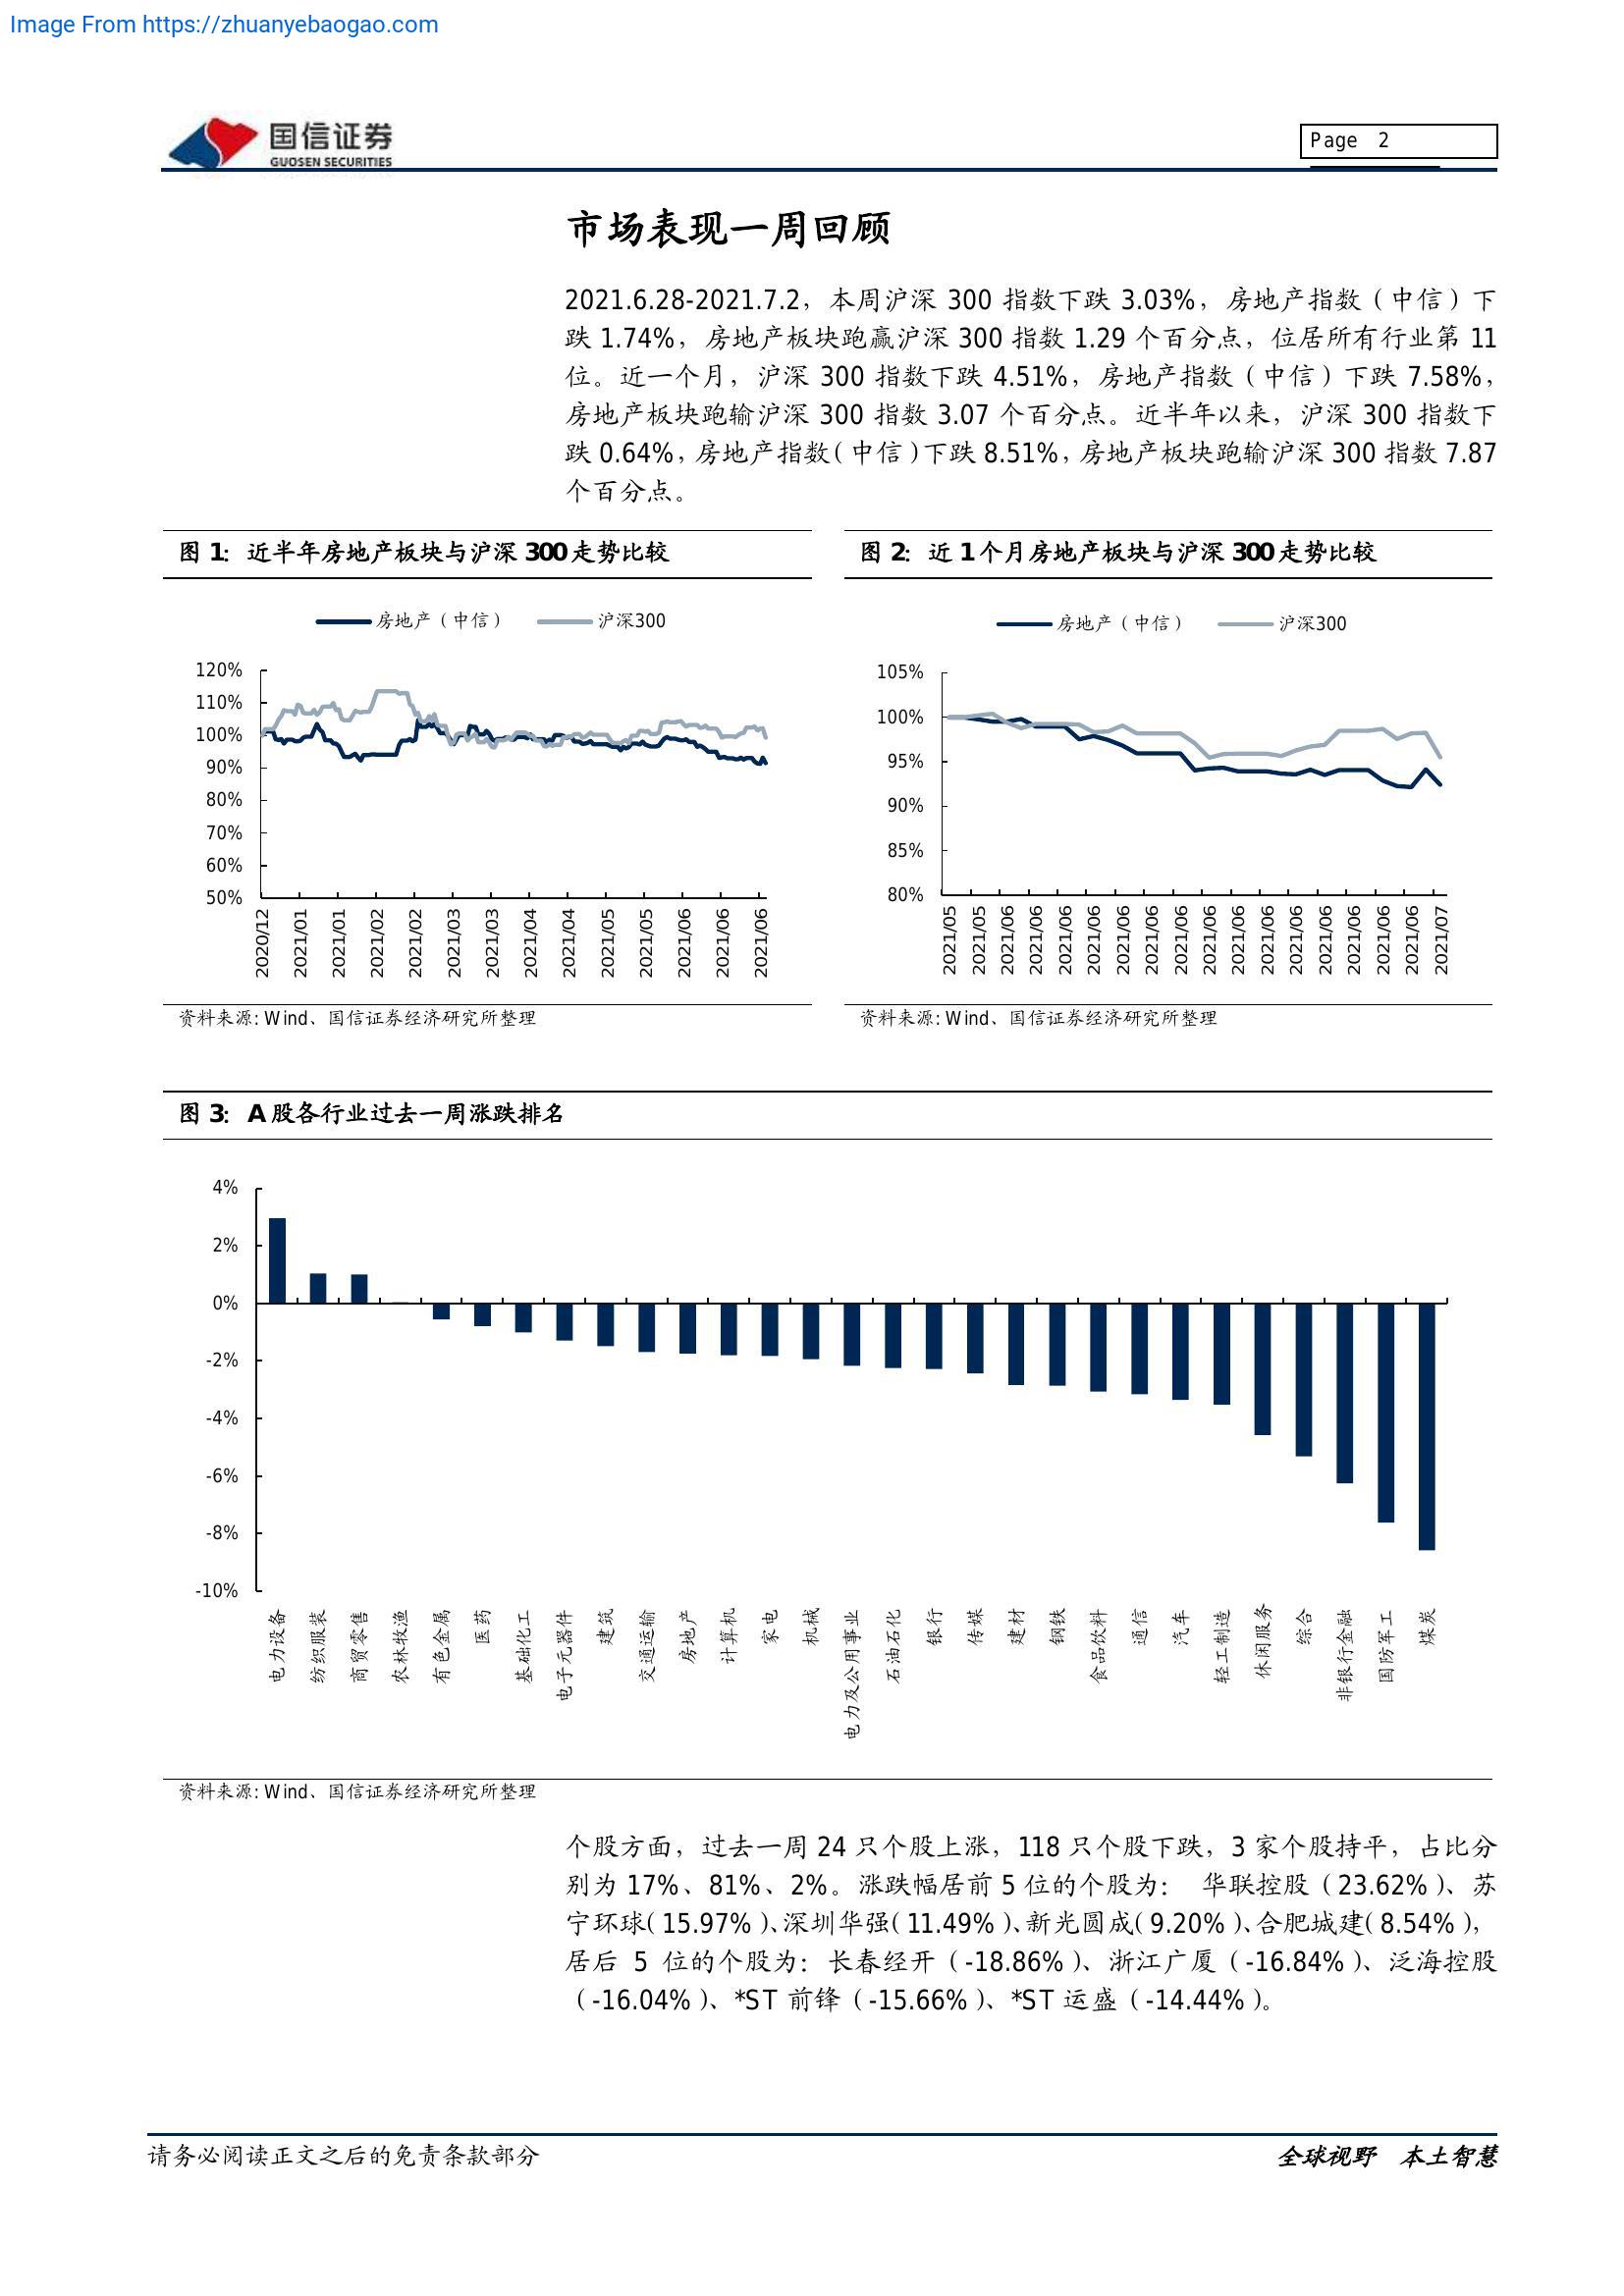 Image From https://zhuanyebaogao.com
国信证券
GUOSEN SECURITIES
Page 2
市场表现一周回顾
2021.6.28-2021.7.2，本周沪深 300 指数下跌 3.03%，房地产指数（中信）下
跌 1.74%，房地产板块跑赢沪深 300 指数 1.29 个百分点，位居所有行业第 11
位。近一个月，沪深 300 指数下跌 4.51%，房地产指数（中信）下跌 7.58%，
房地产板块跑输沪深 300 指数 3.07 个百分点。近半年以来，沪深 300 指数下
跌 0.64%，房地产指数（中信）下跌 8.51%，房地产板块跑输沪深 300 指数 7.87
个百分点。
图 1：近半年房地产板块与沪深 300 走势比较
房地产（中信） 沪深300
120%
110%
100%
90%
80%
70%
60%
50%
2020/12 2021/01 2021/01 2021/02 2021/02 2021/03 2021/03 2021/04 2021/04 2021/05 2021/05 2021/06 2021/06 2021/06
资料来源: Wind、国信证券经济研究所整理
图 2：近 1 个月房地产板块与沪深 300 走势比较
房地产（中信） 沪深300
105%
100%
95%
90%
85%
80%
2021/05 2021/05 2021/06 2021/06 2021/06 2021/06 2021/06 2021/06 2021/06 2021/06 2021/06 2021/06 2021/06 2021/06 2021/06 2021/06 2021/06 2021/07
资料来源: Wind、国信证券经济研究所整理
图 3：A 股各行业过去一周涨跌排名
4%
2%
0%
-2%
-4%
-6%
-8%
-10%
电力设备 纺织服装 商贸零售 农林牧渔 有色金属 医药 基础化工 电子元器件 建筑 交通运输 房地产 计算机 家电 机械 电力及公用事业 石油石化 银行 传媒 建材 钢铁 食品饮料 通信 汽车 轻工制造 休闲服务 综合 非银行金融 国防军工 煤炭
资料来源: Wind、国信证券经济研究所整理
个股方面，过去一周 24 只个股上涨，118 只个股下跌，3 家个股持平，占比分
别为 17%、81%、2%。涨跌幅居前 5 位的个股为： 华联控股（23.62%）、苏
宁环球（15.97%）、深圳华强（11.49%）、新光圆成（9.20%）、合肥城建（8.54%），
居后 5 位的个股为：长春经开（-18.86%）、浙江广厦（-16.84%）、泛海控股
（-16.04%）、*ST 前锋（-15.66%）、*ST 运盛（-14.44%）。
请务必阅读正文之后的免责条款部分
全球视野 本土智慧